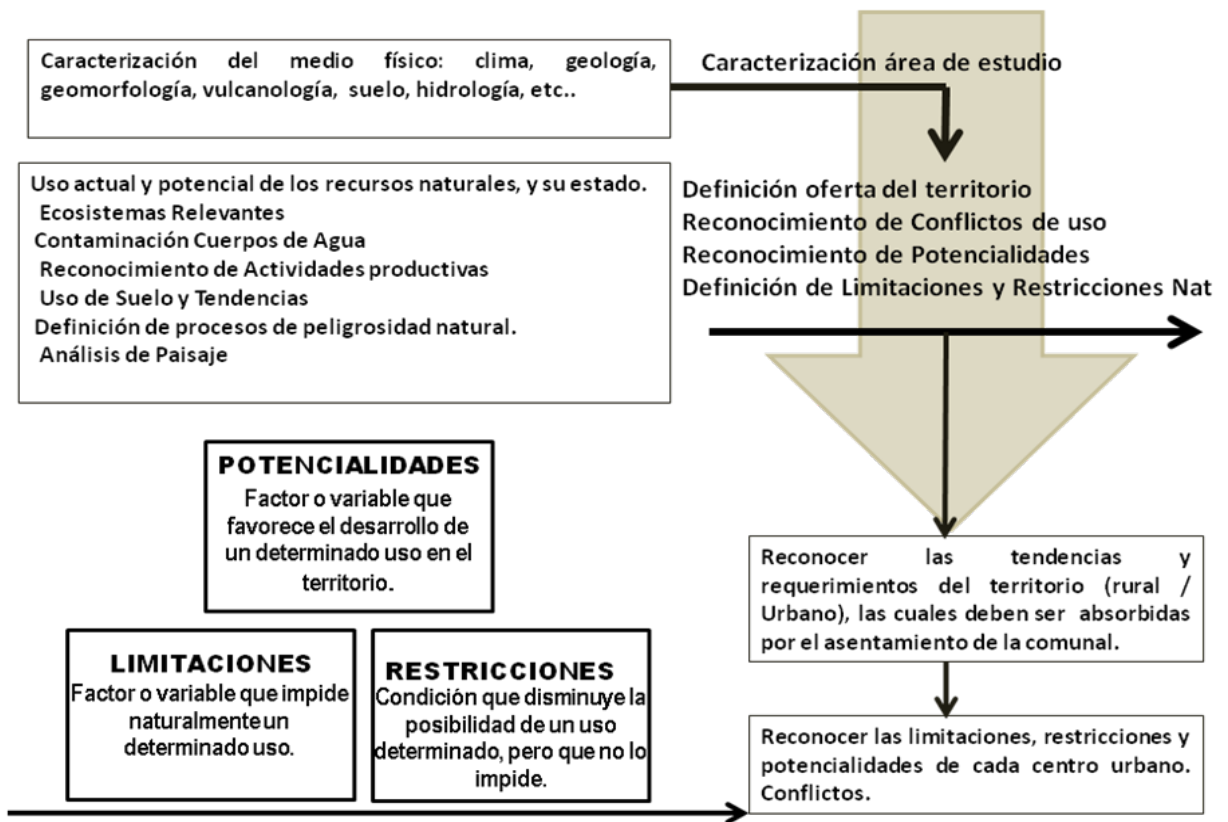 Caracterización del medio físico: clima, geología,
geomorfología, vulcanología, suelo, hidrología, etc..
Caracterización área de estudio
Uso actual y potencial de los recursos naturales, y su estado.
Ecosistemas Relevantes
Contaminación Cuerpos de Agua
Reconocimiento de Actividades productivas
Uso de Suelo y Tendencias
Definición de procesos de peligrosidad natural.
Análisis de Paisaje
Definición oferta del territorio
Reconocimiento de Conflictos de uso
Reconocimiento de Potencialidades
Definición de Limitaciones y Restricciones Nat
POTENCIALIDADES
Factor o variable que
favorece el desarrollo de
un determinado uso en el
territorio.
LIMITACIONES
Factor o variable que impide
naturalmente un
determinado uso.
RESTRICCIONES
Condición que disminuye la
posibilidad de un uso
determinado, pero que no lo
impide.
Reconocer las tendencias y
requerimientos del territorio (rural /
Urbano), las cuales deben ser absorbidas
por el asentamiento de la comunal.
Reconocer las limitaciones, restricciones y
potencialidades de cada centro urbano.
Conflictos.